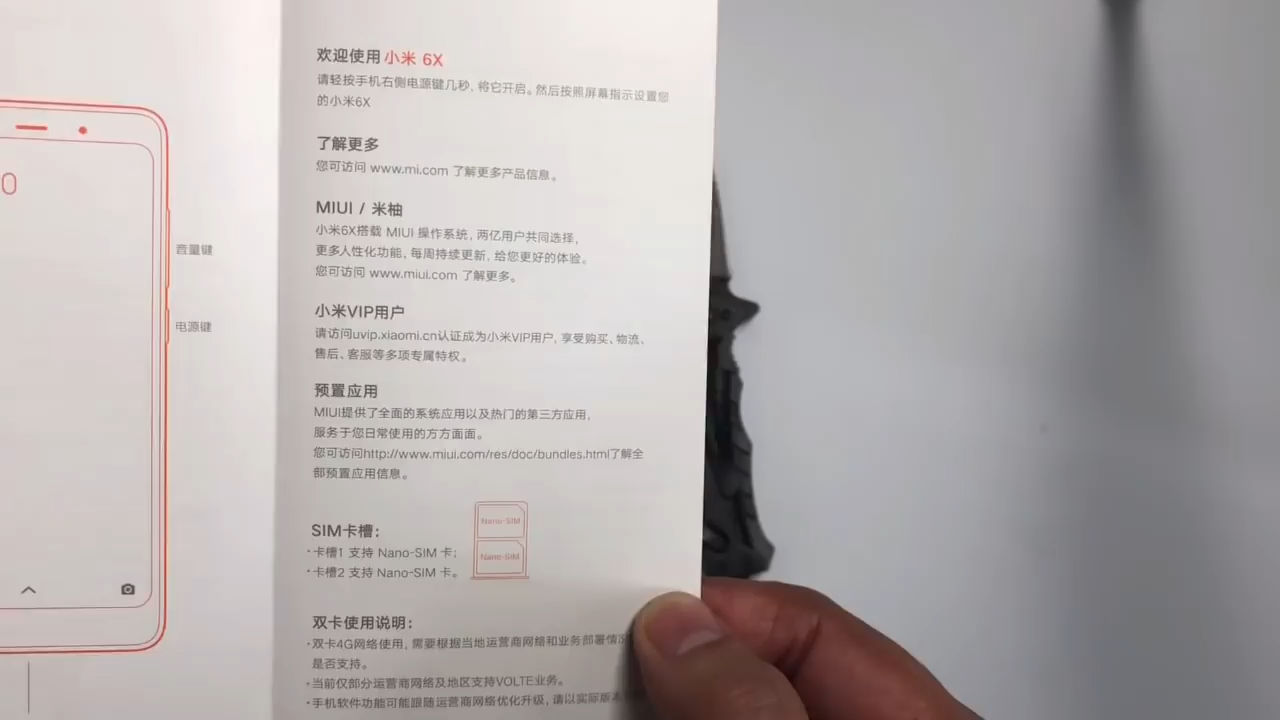 0
音量键
电源键
欢迎使用 小米 6X
请轻按手机右侧电源键几秒,将它开启。然后按照屏幕指示设置您
的小米6X
了解更多
您可访问 www.mi.com 了解更多产品信息。
MIUI / 米柚
小米6X搭载 MIUI 操作系统,两亿用户共同选择,
更多人性化功能,每周持续更新,给您更好的体验。
您可访问 www.miui.com 了解更多。
小米VIP用户
请访问uvip.xiaomi.cn认证成为小米VIP用户,享受购买、物流、
售后、客服等多项专属特权。
预置应用
MIUI提供了全面的系统应用以及热门的第三方应用,
服务于您日常使用的方方面面。
您可访问http://www.miui.com/res/doc/bundles.html了解全
部预置应用信息。
SIM卡槽:
·卡槽1 支持 Nano-SIM 卡;
·卡槽2 支持 Nano-SIM 卡。
Nano-SIM
Nano-SIM
双卡使用说明:
·双卡4G网络使用,需要根据当地运营商网络和业务部署情况
是否支持。
·当前仅部分运营商网络及地区支持VOLTE业务。
·手机软件功能可能跟随运营商网络优化升级,请以实际版本